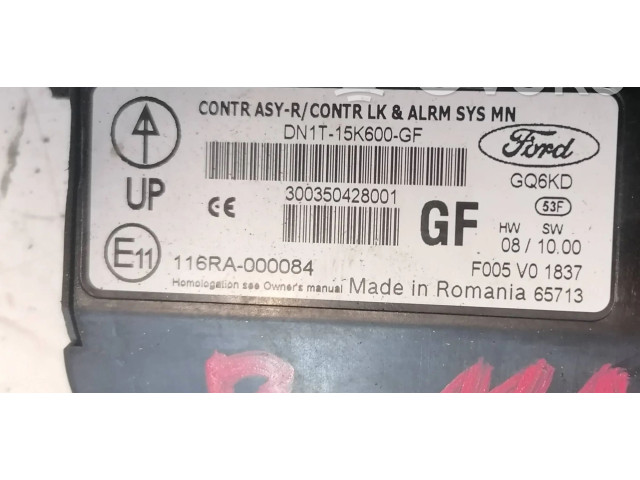 CONTR ASY-R/CONTR LK & ALRM SYS MN
DN1T-15K600-GF
Ford
UP
CE
300350428001
GF
GQ6KD
53F
HW SW
08 / 10.00
E11
116RA-000084
F005 V0 1837
Homologation see Owner's manual
Made in Romania 65713